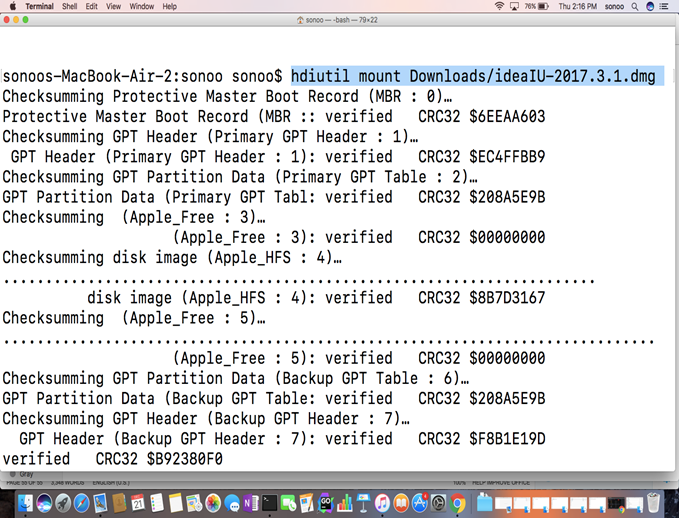 Terminal Shell Edit View Window Help 76% Thu 2:16 PM sonoo
sonoo — -bash — 79×22
sonoos-MacBook-Air-2:sonoo sonoo$ hdiutil mount Downloads/ideaIU-2017.3.1.dmg
Checksumming Protective Master Boot Record (MBR : 0)…
Protective Master Boot Record (MBR :: verified   CRC32 $6EEAA603
Checksumming GPT Header (Primary GPT Header : 1)…
 GPT Header (Primary GPT Header : 1): verified   CRC32 $EC4FFBB9
Checksumming GPT Partition Data (Primary GPT Table : 2)…
GPT Partition Data (Primary GPT Tabl: verified   CRC32 $208A5E9B
Checksumming  (Apple_Free : 3)…
                    (Apple_Free : 3): verified   CRC32 $00000000
Checksumming disk image (Apple_HFS : 4)…
......................................................................
          disk image (Apple_HFS : 4): verified   CRC32 $8B7D3167
Checksumming  (Apple_Free : 5)…
.............................................................................
                    (Apple_Free : 5): verified   CRC32 $00000000
Checksumming GPT Partition Data (Backup GPT Table : 6)…
GPT Partition Data (Backup GPT Table: verified   CRC32 $208A5E9B
Checksumming GPT Header (Backup GPT Header : 7)…
  GPT Header (Backup GPT Header : 7): verified   CRC32 $F8B1E19D
verified   CRC32 $B92380F0
Gray
PAGE 55 OF 55 3,348 WORDS ENGLISH (U.S.) 100% HELP IMPROVE OFFICE
21
GO